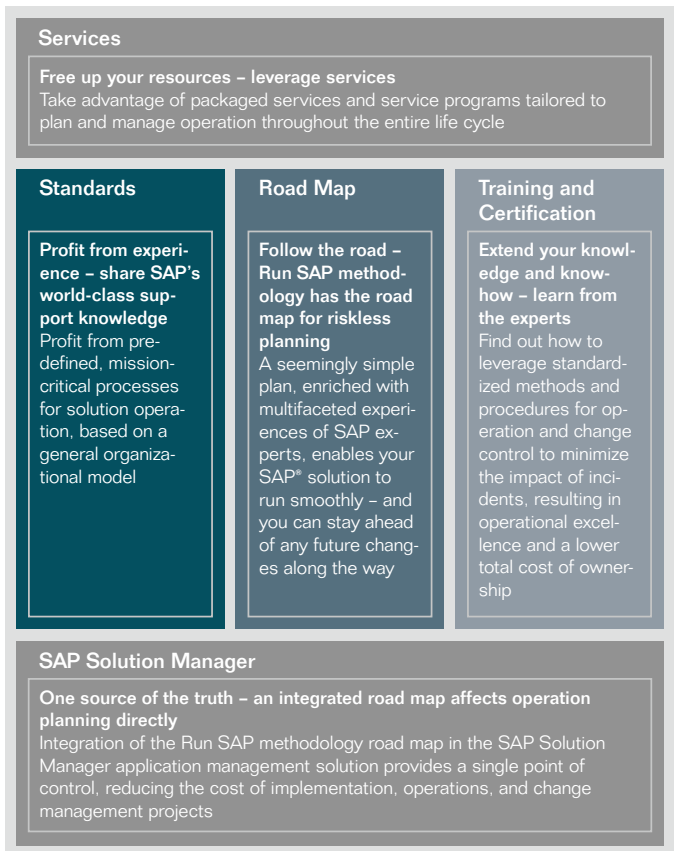 Services
Free up your resources – leverage services
Take advantage of packaged services and service programs tailored to
plan and manage operation throughout the entire life cycle
Standards
Profit from experi-
ence – share SAP’s
world-class sup-
port knowledge
Profit from pre-
defined, mission-
critical processes
for solution opera-
tion, based on a
general organiza-
tional model
Road Map
Follow the road –
Run SAP method-
ology has the road
map for riskless
planning
A seemingly simple
plan, enriched with
multifaceted experi-
ences of SAP ex-
perts, enables your
SAP® solution to
run smoothly – and
you can stay ahead
of any future chang-
es along the way
Training and
Certification
Extend your knowl-
edge and know-
how – learn from
the experts
Find out how to
leverage standard-
ized methods and
procedures for op-
eration and change
control to minimize
the impact of inci-
dents, resulting in
operational excel-
lence and a lower
total cost of owner-
ship
SAP Solution Manager
One source of the truth – an integrated road map affects operation
planning directly
Integration of the Run SAP methodology road map in the SAP Solution
Manager application management solution provides a single point of
control, reducing the cost of implementation, operations, and change
management projects